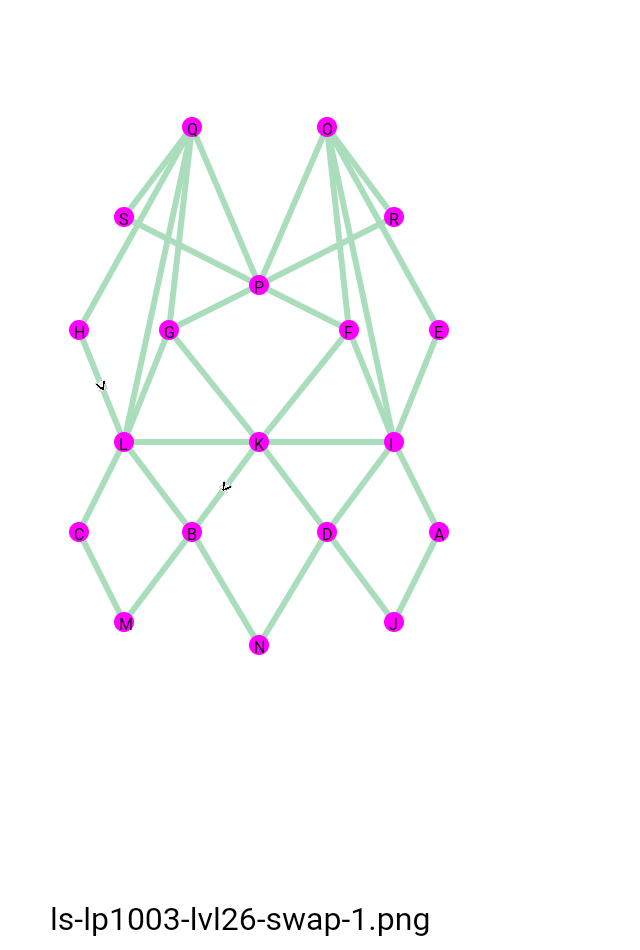 Q O
S R
P
H G F E
L K I
C B D A
M J
N
ls-lp1003-lvl26-swap-1.png